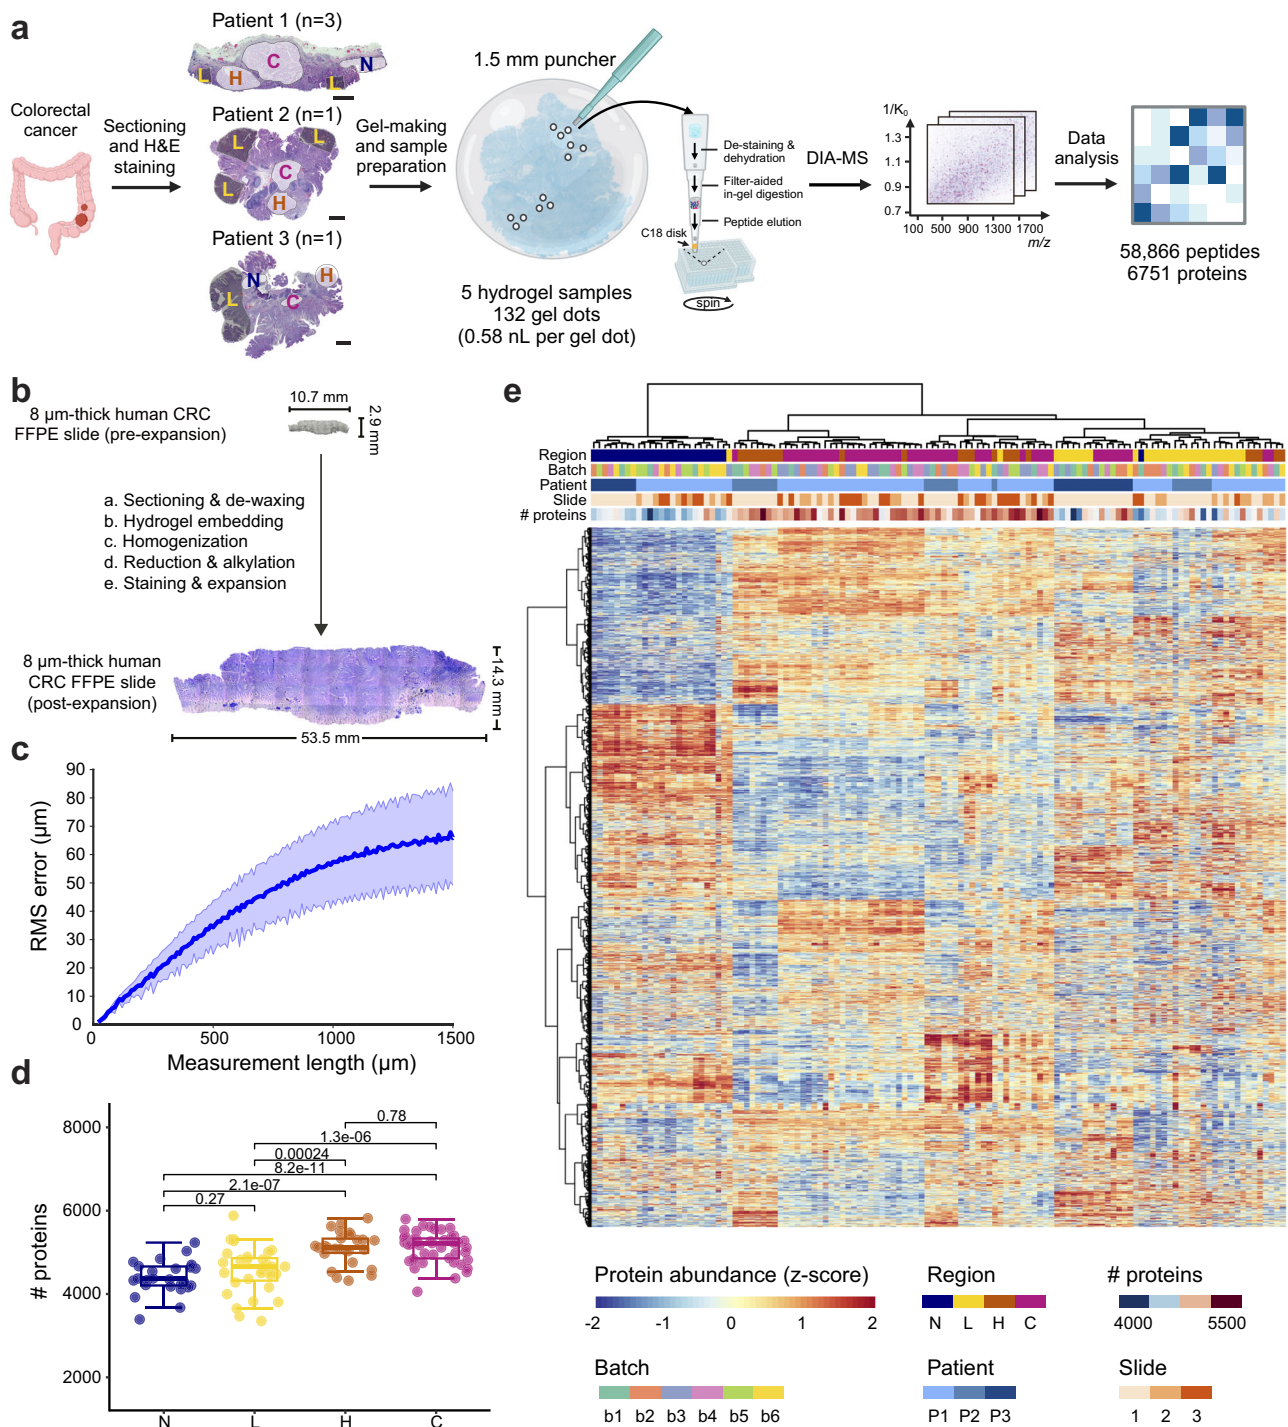 a
Patient 1 (n=3)
C
N
L
H
L
Colorectal
cancer
Sectioning
and H&E
staining
Patient 2 (n=1)
L
L
C
L
H
Patient 3 (n=1)
N
H
L
C
Gel-making
and sample
preparation
1.5 mm puncher
5 hydrogel samples
132 gel dots
(0.58 nL per gel dot)
De-staining &
dehydration
Filter-aided
in-gel digestion
Peptide elution
C18 disk
spin
DIA-MS
1/K0
1.3
1.1
0.9
0.7
100 500 900 1300 1700
m/z
Data
analysis
58,866 peptides
6751 proteins
b
10.7 mm
2.9 mm
8 µm-thick human CRC
FFPE slide (pre-expansion)
a. Sectioning & de-waxing
b. Hydrogel embedding
c. Homogenization
d. Reduction & alkylation
e. Staining & expansion
8 µm-thick human
CRC FFPE slide
(post-expansion)
14.3 mm
53.5 mm
c
90
80
70
60
50
40
30
20
10
0
RMS error (µm)
0 500 1000 1500
Measurement length (µm)
d
8000
6000
4000
2000
# proteins
0.78
1.3e-06
0.00024
8.2e-11
2.1e-07
0.27
N L H C
e
Region
Batch
Patient
Slide
# proteins
Protein abundance (z-score)
-2 -1 0 1 2
Region
N L H C
# proteins
4000 5500
Batch
b1 b2 b3 b4 b5 b6
Patient
P1 P2 P3
Slide
1 2 3